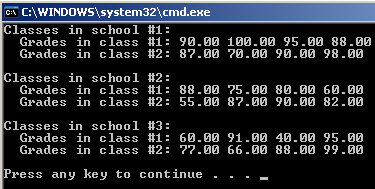 C:\WINDOWS\system32\cmd.exe
Classes in school #1:
Grades in class #1: 90.00 100.00 95.00 88.00
Grades in class #2: 87.00 70.00 90.00 98.00
Classes in school #2:
Grades in class #1: 88.00 75.00 80.00 60.00
Grades in class #2: 55.00 87.00 90.00 82.00
Classes in school #3:
Grades in class #1: 60.00 91.00 40.00 95.00
Grades in class #2: 77.00 66.00 88.00 99.00
Press any key to continue . . . _